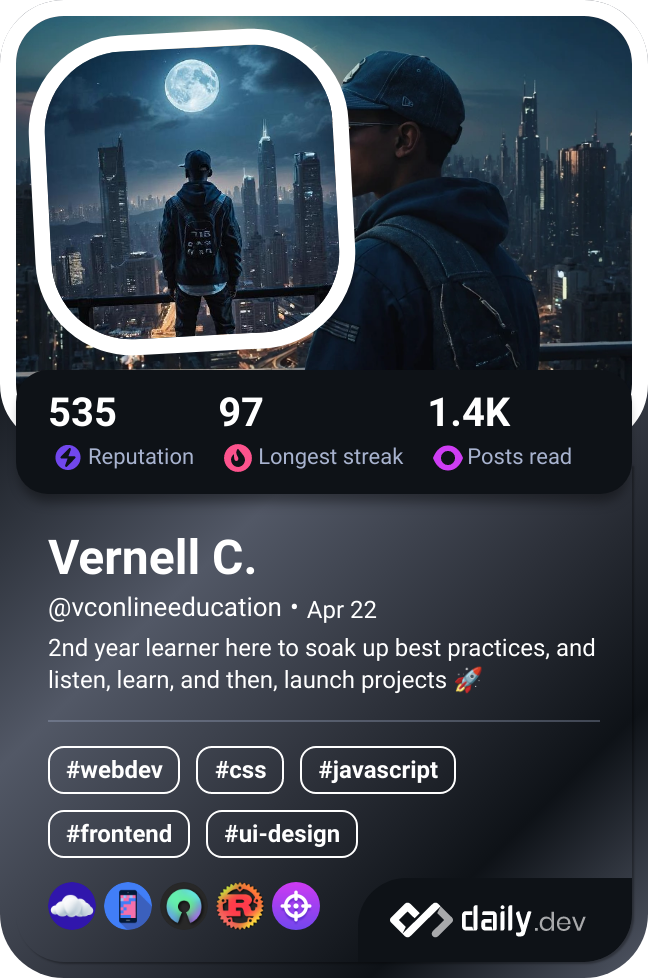 535
97
1.4K
Reputation
Longest streak
Posts read
Vernell C.
@vconlineeducation • Apr 22
2nd year learner here to soak up best practices, and
listen, learn, and then, launch projects 🚀
#webdev
#css
#javascript
#frontend
#ui-design
R
daily.dev